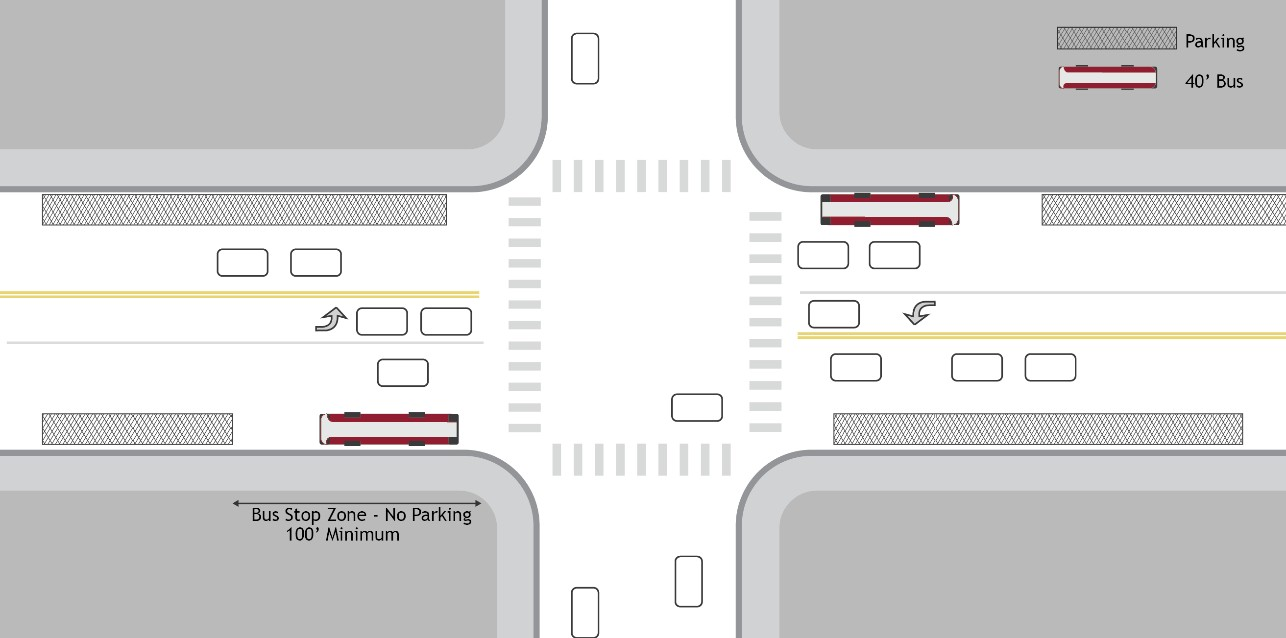 Parking
40’ Bus
Bus Stop Zone - No Parking
100’ Minimum